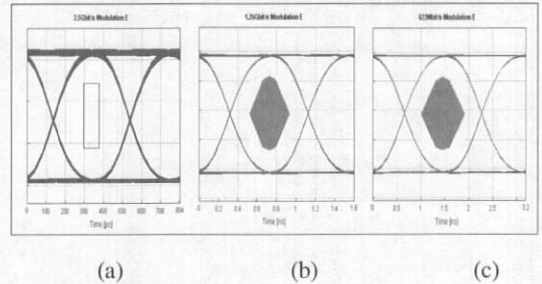 2.5Gbit/s Modulation E
1.25Gbit/s Modulation E
622Mbit/s Modulation E
0 100 200 300 400 500 600 700 804
0 0.2 0.4 0.6 0.8 1 1.2 1.4 1.6
0 0.5 1 1.5 2 2.5 3.2
Time [ps]
Time [ns]
Time [ns]
(a)
(b)
(c)